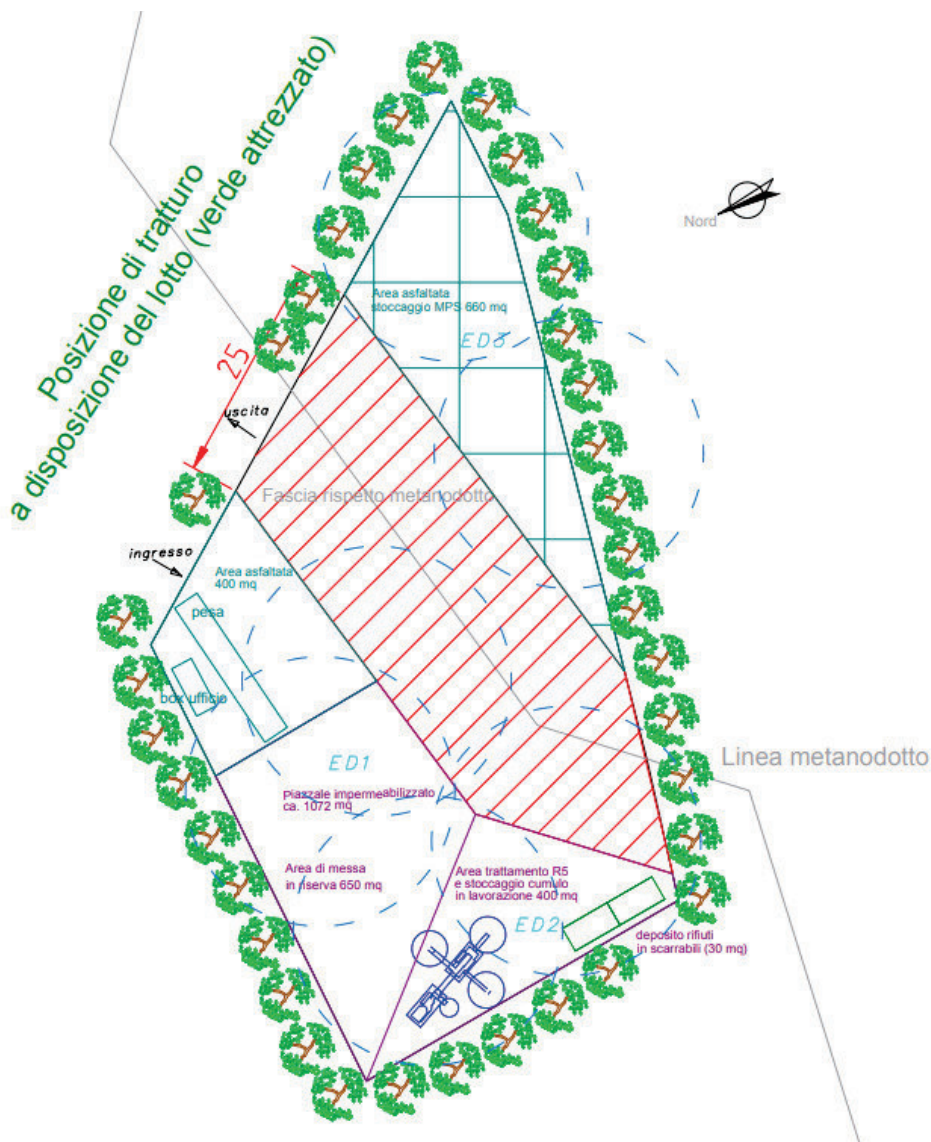 Posizione di tratturo
a disposizione del lotto (verde attrezzato)
Nord
Area asfaltata
stoccaggio MPS 660 mq
ED3
25
uscita
Fascia rispetto metanodotto
ingresso
Area asfaltata
400 mq
pesa
box ufficio
Linea metanodotto
ED1
Piazzale impermeabilizzato
ca. 1072 mq
Area di messa
in riserva 650 mq
Area trattamento R5
e stoccaggio cumulo
in lavorazione 400 mq
ED2
deposito rifiuti
in scarrabili (30 mq)